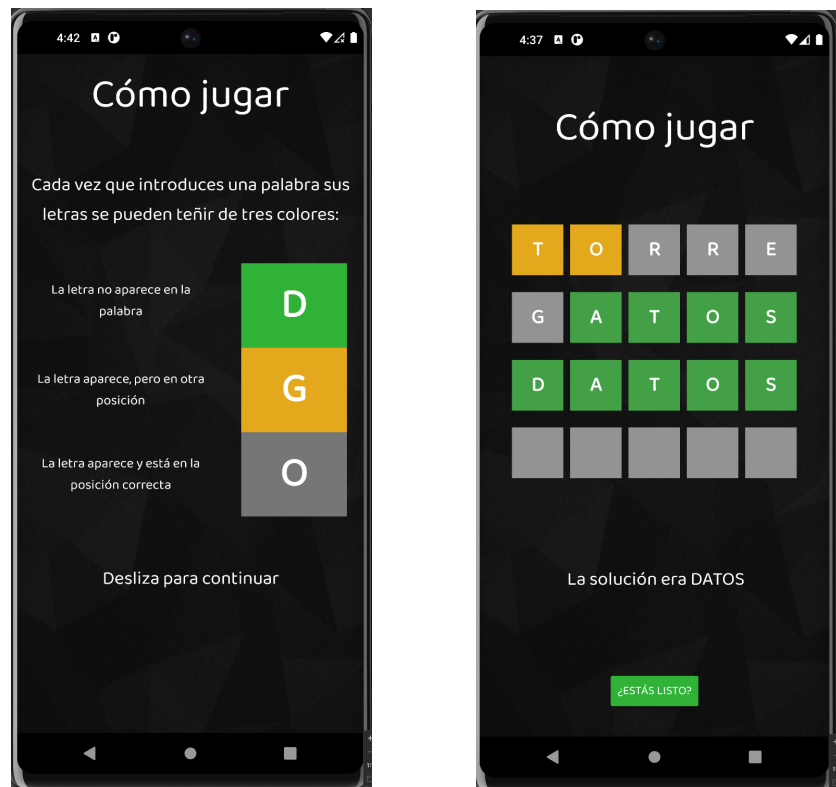 4:42
Cómo jugar
Cada vez que introduces una palabra sus
letras se pueden teñir de tres colores:
La letra no aparece en la
palabra
D
La letra aparece, pero en otra
posición
G
La letra aparece y está en la
posición correcta
O
Desliza para continuar
4:37
Cómo jugar
T O R R E
G A T O S
D A T O S
La solución era DATOS
¿ESTÁS LISTO?